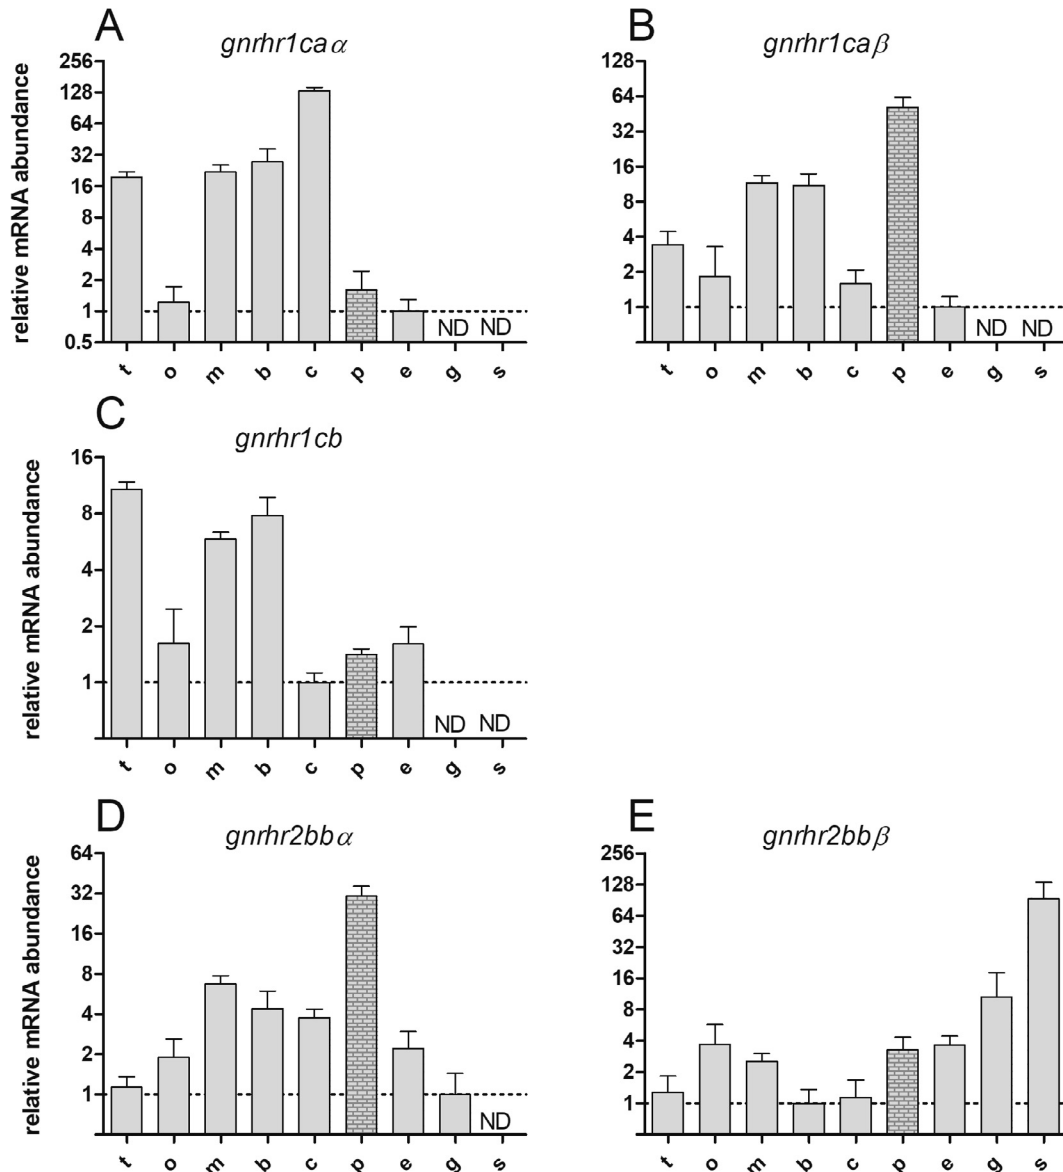 A
gnrhr1caα
relative mRNA abundance
256
128
64
32
16
8
4
2
1
0.5
ND ND
t o m b c p e g s
B
gnrhr1caβ
128
64
32
16
8
4
2
1
ND ND
t o m b c p e g s
C
gnrhr1cb
relative mRNA abundance
16
8
4
2
1
ND ND
t o m b c p e g s
D
gnrhr2bbα
relative mRNA abundance
64
32
16
8
4
2
1
ND
t o m b c p e g s
E
gnrhr2bbβ
256
128
64
32
16
8
4
2
1
t o m b c p e g s